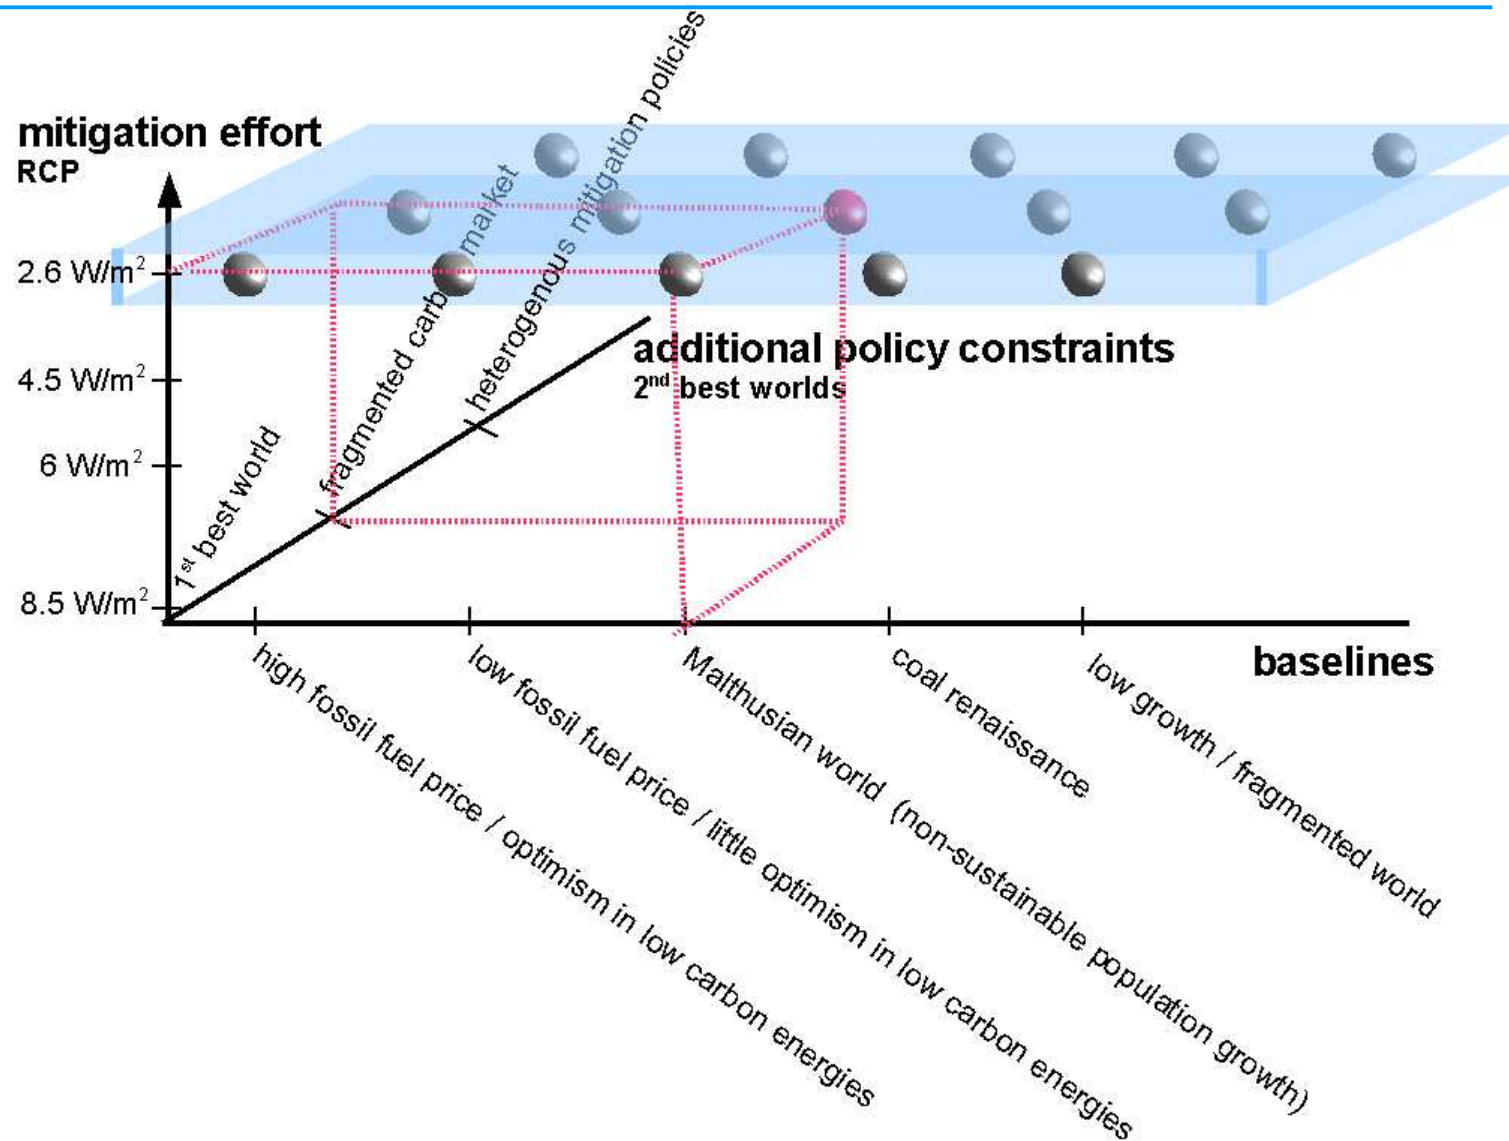 mitigation effort
RCP
2.6 W/m²
4.5 W/m²
6 W/m²
8.5 W/m²
1st best world
fragmented carbon market
heterogenous mitigation policies
additional policy constraints
2nd best worlds
baselines
high fossil fuel price / optimism in low carbon energies
low fossil fuel price / little optimism in low carbon energies
Malthusian world (non-sustainable population growth)
coal renaissance
low growth / fragmented world